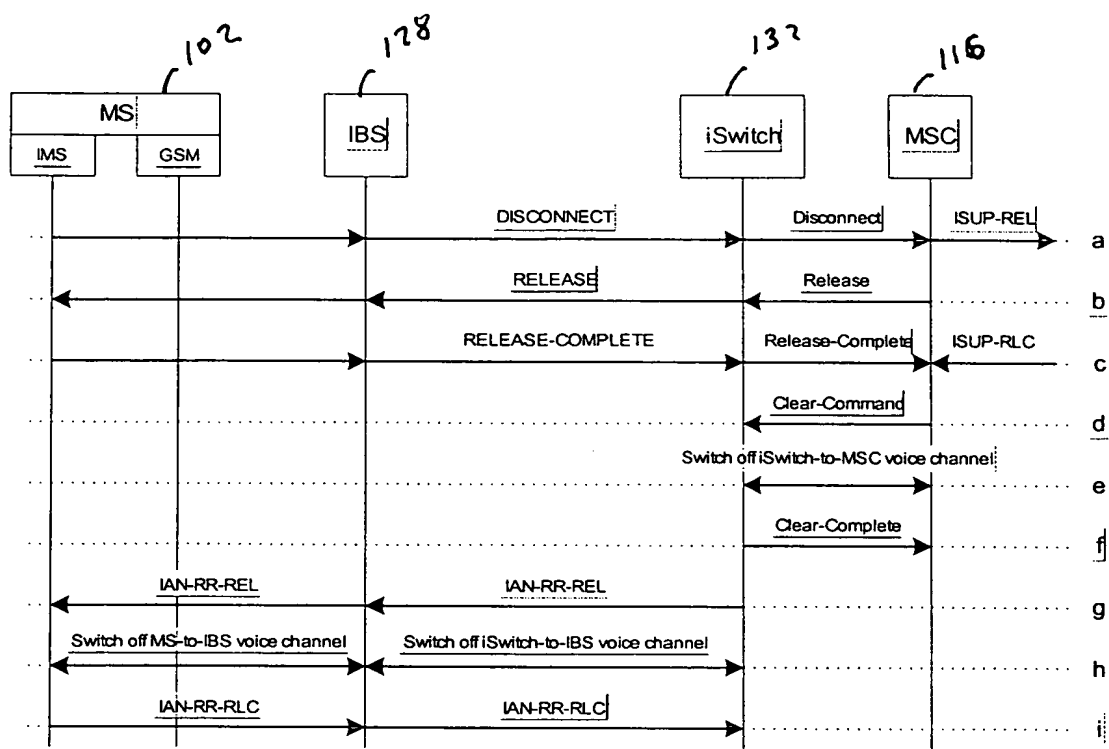 102
128
132
116
MS
IMS
GSM
IBS
iSwitch
MSC
DISCONNECT
Disconnect
ISUP-REL
a
RELEASE
Release
b
RELEASE-COMPLETE
Release-Complete
ISUP-RLC
c
Clear-Command
d
Switch off iSwitch-to-MSC voice channel
e
Clear-Complete
f
IAN-RR-REL
IAN-RR-REL
g
Switch off MS-to-IBS voice channel
Switch off iSwitch-to-IBS voice channel
h
IAN-RR-RLC
IAN-RR-RLC
i